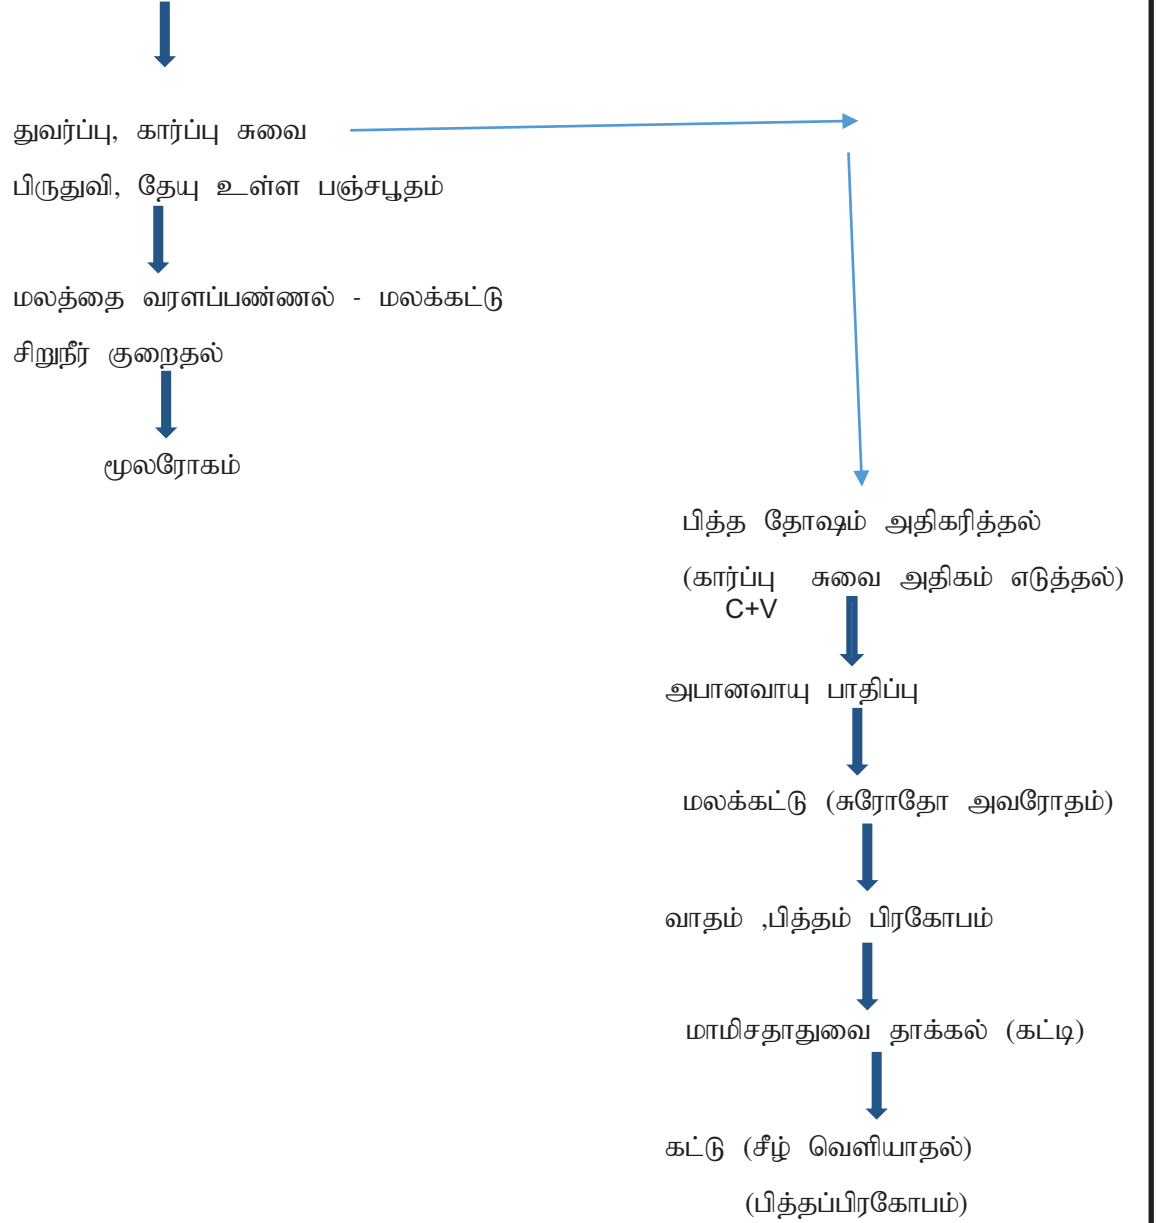 துவர்ப்பு, கார்ப்பு சுவை
பிருதுவி, தேயு உள்ள பஞ்சபூதம்
மலத்தை வரளப்பண்ணல் - மலக்கட்டு
சிறுநீர் குறைதல்
மூலரோகம்
பித்த தோஷம் அதிகரித்தல்
(கார்ப்பு சுவை அதிகம் எடுத்தல்)
C+V
அபானவாயு பாதிப்பு
மலக்கட்டு (சுரோதோ அவரோதம்)
வாதம் ,பித்தம் பிரகோபம்
மாமிசதாதுவை தாக்கல் (கட்டி)
கட்டு (சீழ் வெளியாதல்)
(பித்தப்பிரகோபம்)